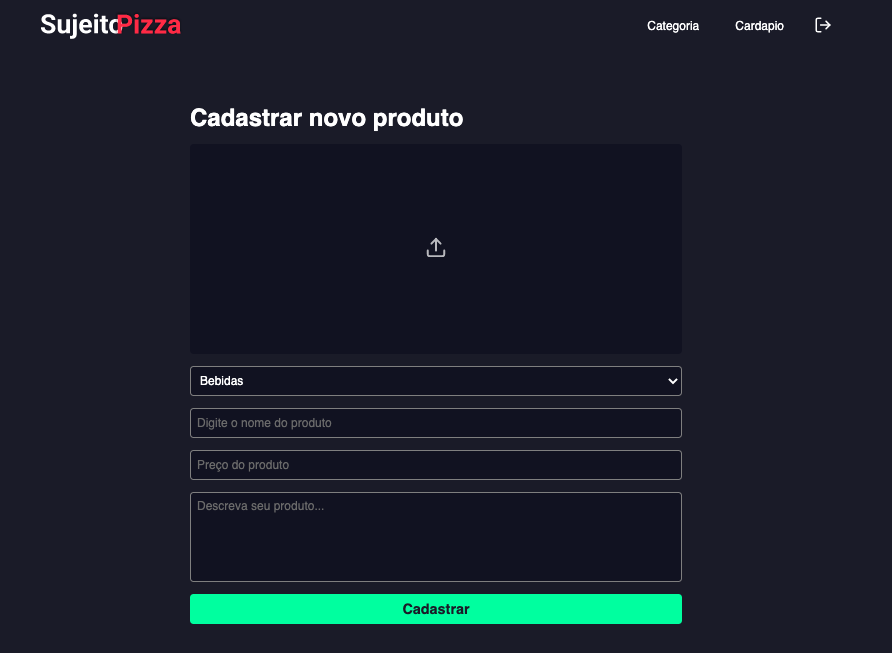 SujeitoPizza
Categoria
Cardapio
Cadastrar novo produto
Bebidas
Digite o nome do produto
Preço do produto
Descreva seu produto...
Cadastrar